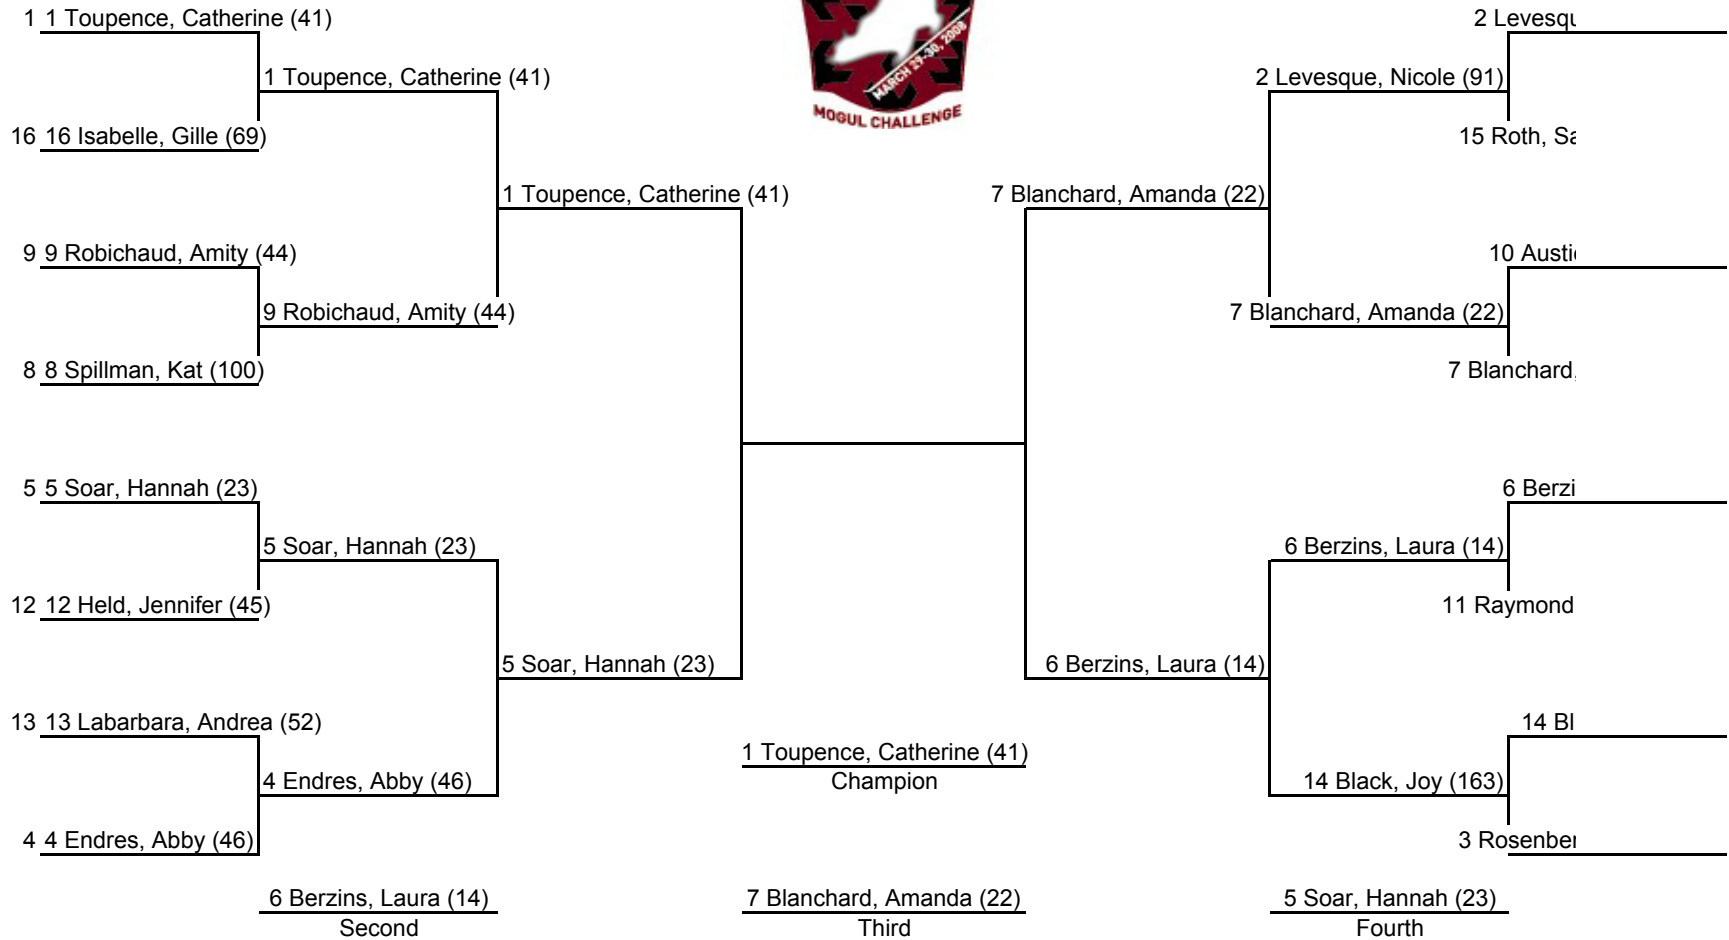 MARCH 29-30, 2008
MOGUL CHALLENGE
1 1 Toupence, Catherine (41)
1 Toupence, Catherine (41)
16 16 Isabelle, Gille (69)
1 Toupence, Catherine (41)
9 9 Robichaud, Amity (44)
9 Robichaud, Amity (44)
8 8 Spillman, Kat (100)
5 5 Soar, Hannah (23)
5 Soar, Hannah (23)
12 12 Held, Jennifer (45)
5 Soar, Hannah (23)
13 13 Labarbara, Andrea (52)
4 Endres, Abby (46)
4 4 Endres, Abby (46)
2 Levesqu
2 Levesque, Nicole (91)
15 Roth, Sa
7 Blanchard, Amanda (22)
10 Austi
7 Blanchard, Amanda (22)
7 Blanchard,
6 Berzi
6 Berzins, Laura (14)
11 Raymond
6 Berzins, Laura (14)
14 Bl
14 Black, Joy (163)
3 Rosenber
1 Toupence, Catherine (41)
Champion
6 Berzins, Laura (14)
Second
7 Blanchard, Amanda (22)
Third
5 Soar, Hannah (23)
Fourth